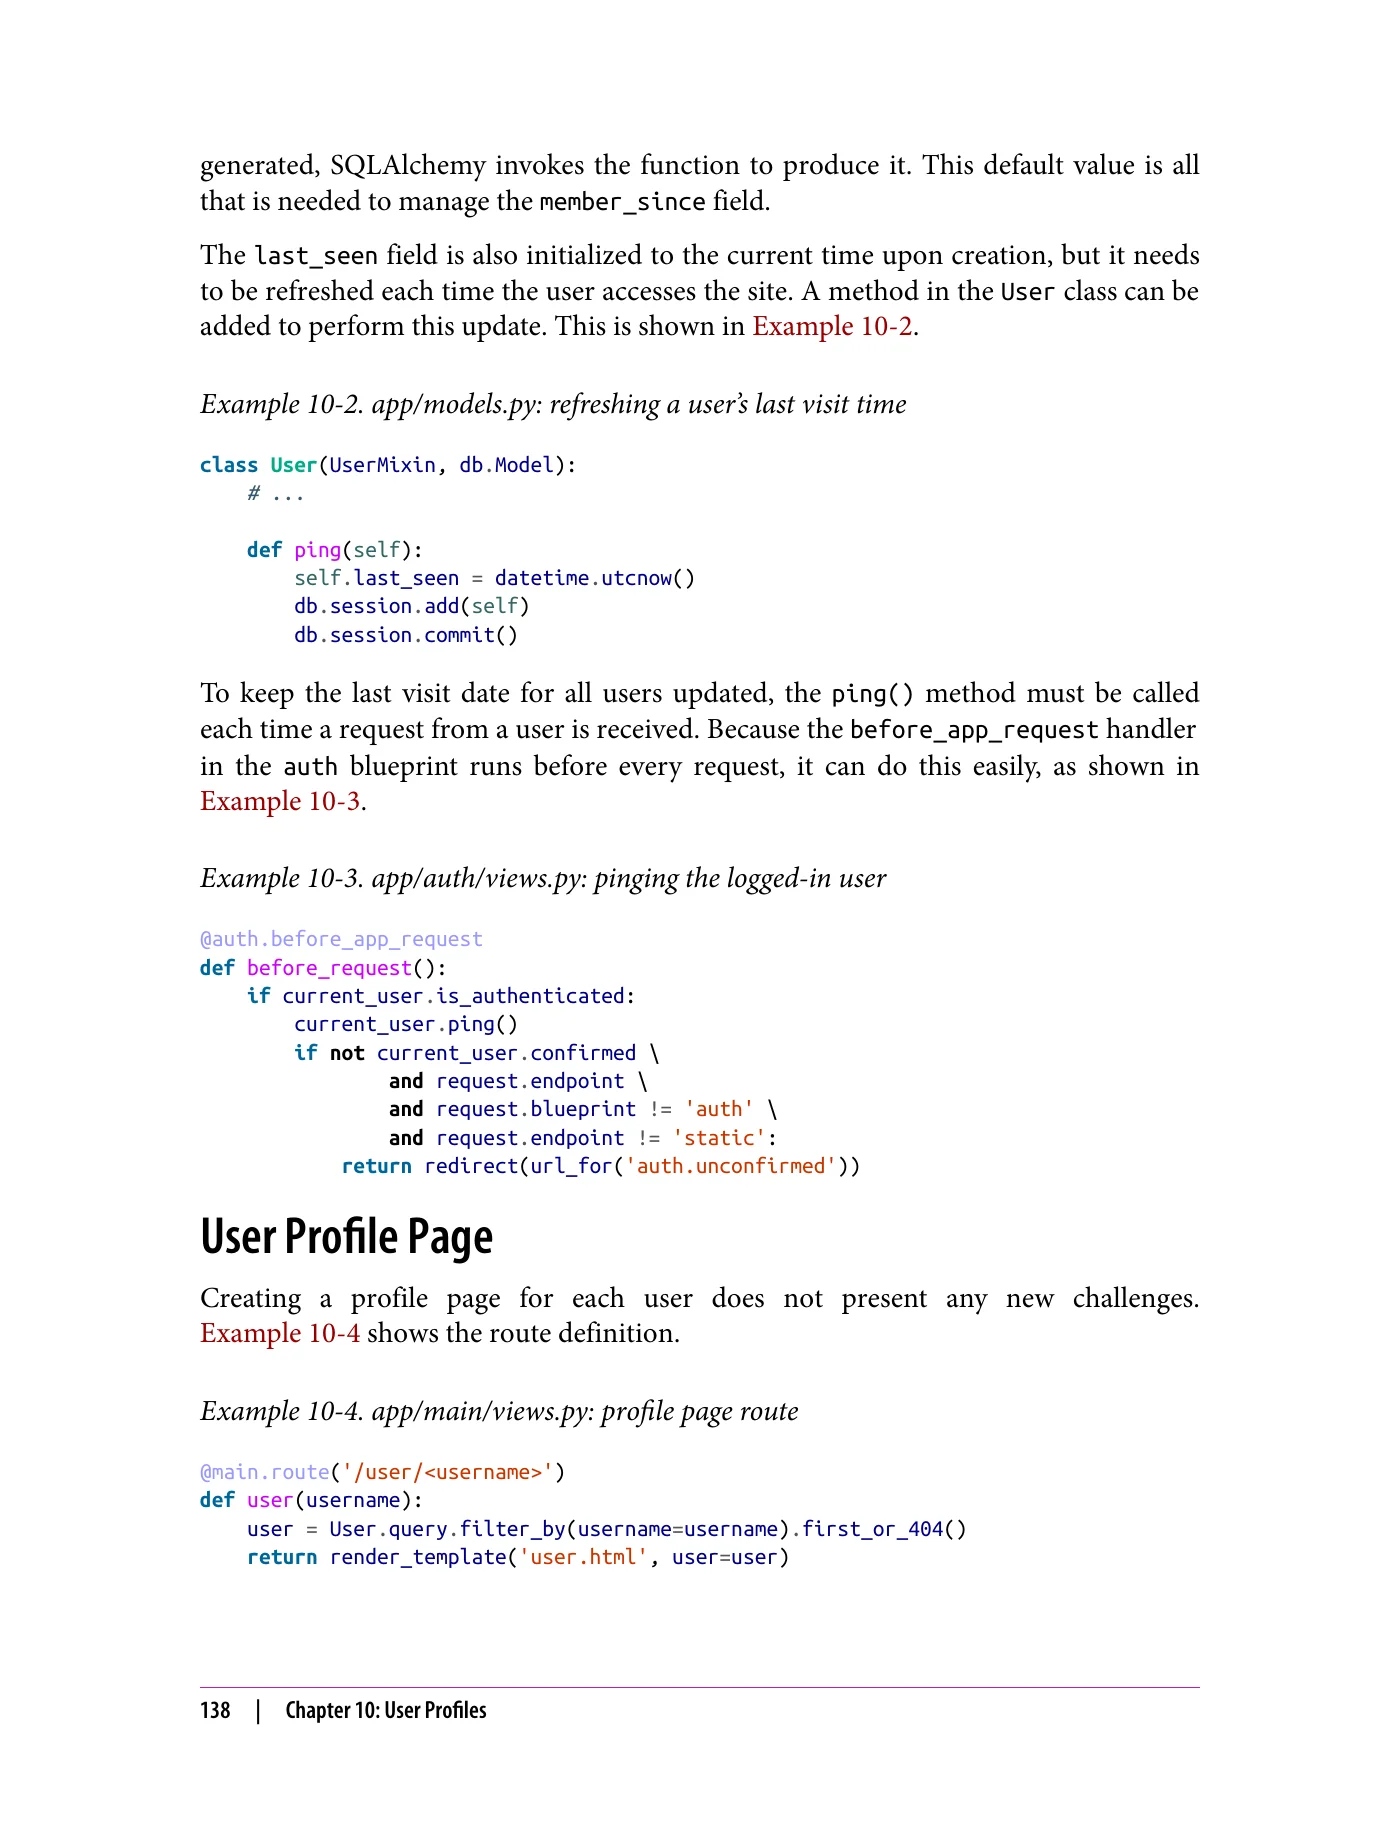 generated, SQLAlchemy invokes the function to produce it. This default value is all
that is needed to manage the member_since field.
The last_seen field is also initialized to the current time upon creation, but it needs
to be refreshed each time the user accesses the site. A method in the User class can be
added to perform this update. This is shown in Example 10-2.
Example 10-2. app/models.py: refreshing a user’s last visit time
class User(UserMixin, db.Model):
    # ...
    def ping(self):
        self.last_seen = datetime.utcnow()
        db.session.add(self)
        db.session.commit()
To keep the last visit date for all users updated, the ping() method must be called
each time a request from a user is received. Because the before_app_request handler
in the auth blueprint runs before every request, it can do this easily, as shown in
Example 10-3.
Example 10-3. app/auth/views.py: pinging the logged-in user
@auth.before_app_request
def before_request():
    if current_user.is_authenticated:
        current_user.ping()
        if not current_user.confirmed \
                and request.endpoint \
                and request.blueprint != 'auth' \
                and request.endpoint != 'static':
            return redirect(url_for('auth.unconfirmed'))
User Profile Page
Creating a profile page for each user does not present any new challenges.
Example 10-4 shows the route definition.
Example 10-4. app/main/views.py: profile page route
@main.route('/user/<username>')
def user(username):
    user = User.query.filter_by(username=username).first_or_404()
    return render_template('user.html', user=user)
138 | Chapter 10: User Profiles